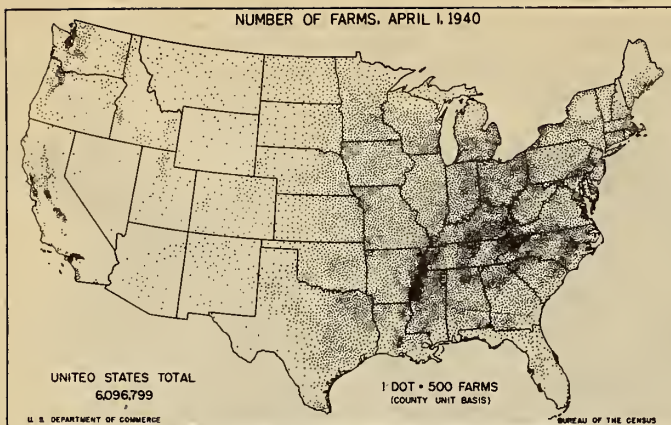 NUMBER OF FARMS, APRIL 1, 1940
UNITED STATES TOTAL
6,096,799
1 DOT • 500 FARMS
(COUNTY UNIT BASIS)
U. S. DEPARTMENT OF COMMERCE
BUREAU OF THE CENSUS